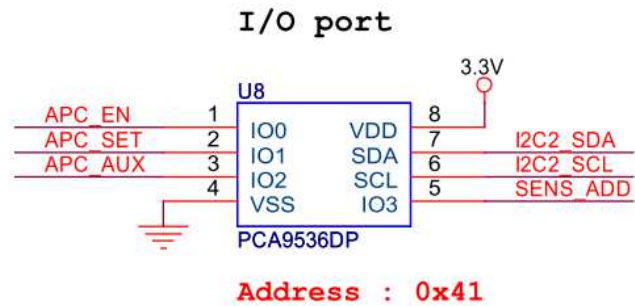 I/O port
3.3V
U8
APC_EN 1 IO0 VDD 8
APC_SET 2 IO1 SDA 7 I2C2_SDA
APC_AUX 3 IO2 SCL 6 I2C2_SCL
4 VSS IO3 5 SENS_ADD
PCA9536DP
Address : 0x41